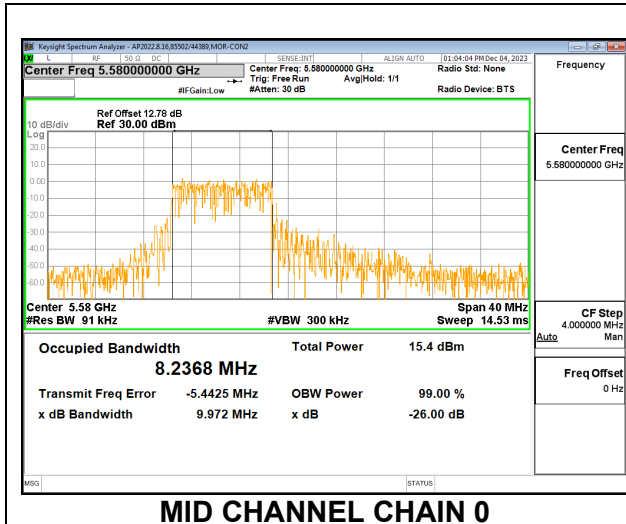 Keysight Spectrum Analyzer - AP2022.8.16,85502/44389,MOR-CON2
LXI L RF 50 Ω DC SENSE:INT ALIGN AUTO 01:04:04 PM Dec 04, 2023
Center Freq 5.580000000 GHz
Center Freq: 5.580000000 GHz
Radio Std: None
Trig: Free Run Avg|Hold: 1/1
#IFGain:Low #Atten: 30 dB Radio Device: BTS
Frequency
Ref Offset 12.78 dB
10 dB/div Ref 30.00 dBm
Log
20.0
10.0
0.00
-10.0
-20.0
-30.0
-40.0
-50.0
-60.0
Center 5.58 GHz Span 40 MHz
#Res BW 91 kHz #VBW 300 kHz Sweep 14.53 ms
Center Freq
5.580000000 GHz
CF Step
4.000000 MHz
Auto Man
Freq Offset
0 Hz
Occupied Bandwidth Total Power 15.4 dBm
8.2368 MHz
Transmit Freq Error -5.4425 MHz OBW Power 99.00 %
x dB Bandwidth 9.972 MHz x dB -26.00 dB
MSG STATUS
MID CHANNEL CHAIN 0